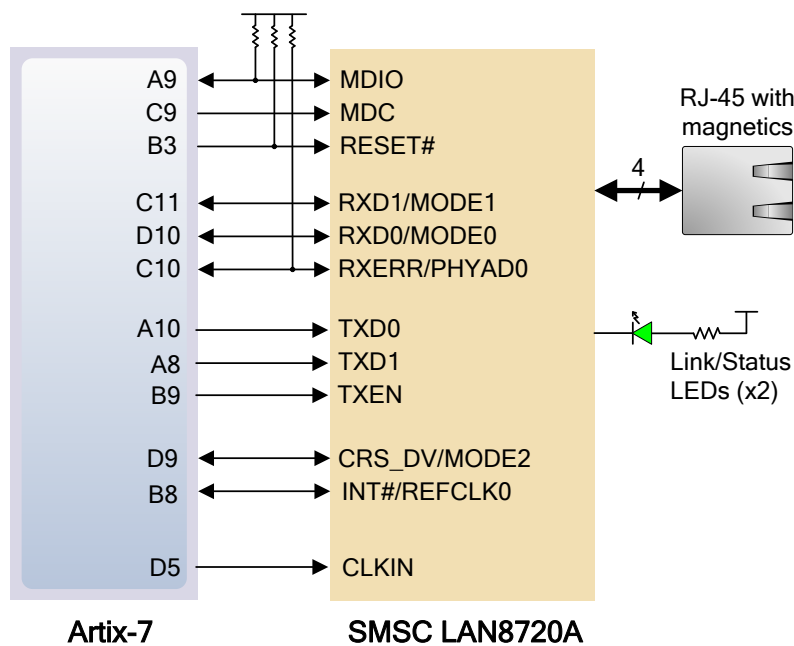 A9 MDIO
C9 MDC
B3 RESET#
C11 RXD1/MODE1
D10 RXD0/MODE0
C10 RXERR/PHYAD0
A10 TXD0
A8 TXD1
B9 TXEN
D9 CRS_DV/MODE2
B8 INT#/REFCLK0
D5 CLKIN
RJ-45 with
magnetics
4
Link/Status
LEDs (x2)
Artix-7
SMSC LAN8720A